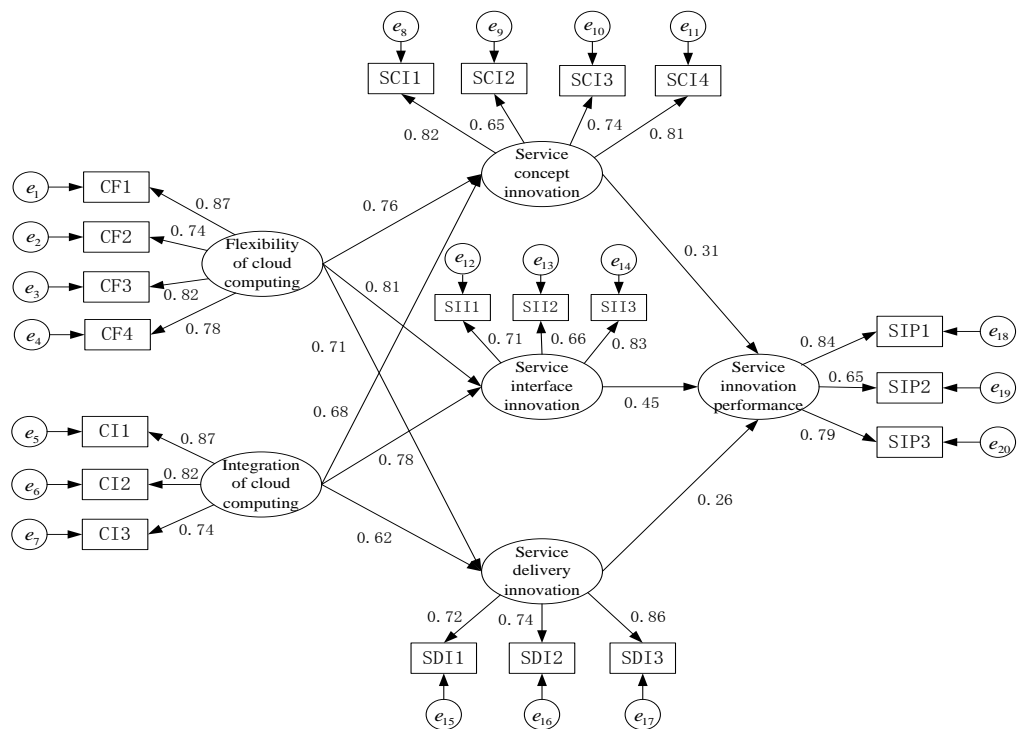 e8
e9
e10
e11
SCI1
SCI2
SCI3
SCI4
0.82
0.65
0.74
0.81
Service
concept
innovation
e1
CF1
e2
CF2
e3
CF3
e4
CF4
0.87
0.74
0.82
0.78
Flexibility
of cloud
computing
0.76
0.81
0.71
0.68
0.78
0.62
e12
e13
e14
SII1
SII2
SII3
0.71
0.66
0.83
Service
interface
innovation
0.31
0.45
0.26
Service
innovation
performance
0.84
0.65
0.79
SIP1
e18
SIP2
e19
SIP3
e20
e5
CI1
e6
CI2
e7
CI3
0.87
0.82
0.74
Integration
of cloud
computing
Service
delivery
innovation
0.72
0.74
0.86
SDI1
SDI2
SDI3
e15
e16
e17